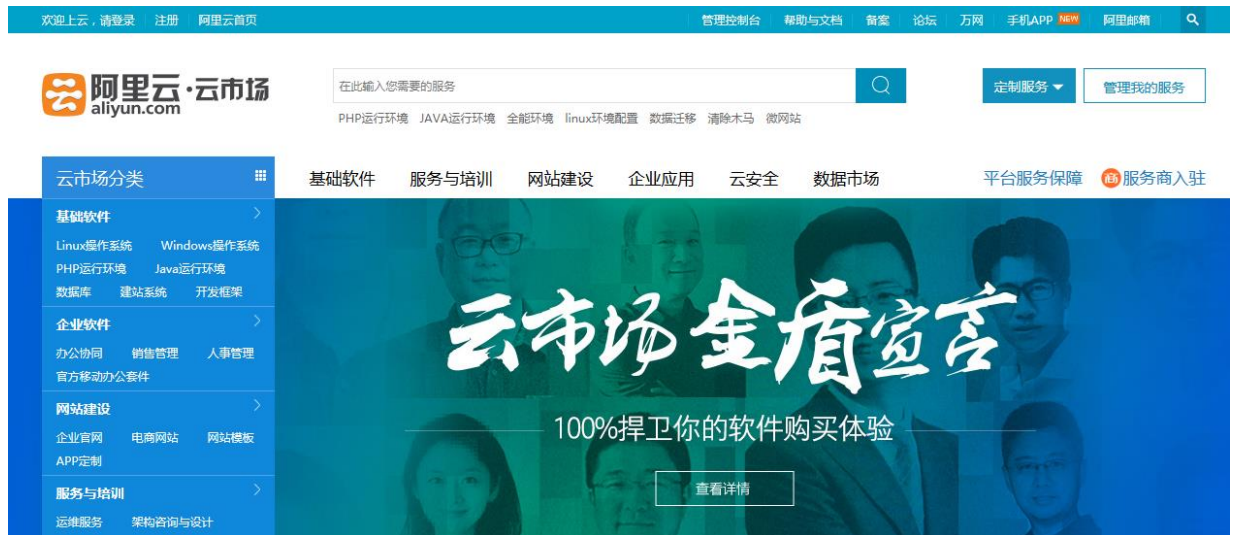 欢迎上云，请登录 注册 阿里云首页 管理控制台 帮助与文档 备案 论坛 万网 手机APP NEW 阿里邮箱
阿里云·云市场
aliyun.com
在此输入您需要的服务
定制服务 管理我的服务
PHP运行环境 JAVA运行环境 全能环境 linux环境配置 数据迁移 清除木马 微网站
云市场分类 基础软件 服务与培训 网站建设 企业应用 云安全 数据市场 平台服务保障 商 服务商入驻
基础软件
Linux操作系统 Windows操作系统
PHP运行环境 Java运行环境
数据库 建站系统 开发框架
企业软件
办公协同 销售管理 人事管理
官方移动办公套件
网站建设
企业官网 电商网站 网站模板
APP定制
服务与培训
运维服务 架构咨询与设计
云市场金盾宣言
100%捍卫你的软件购买体验
查看详情